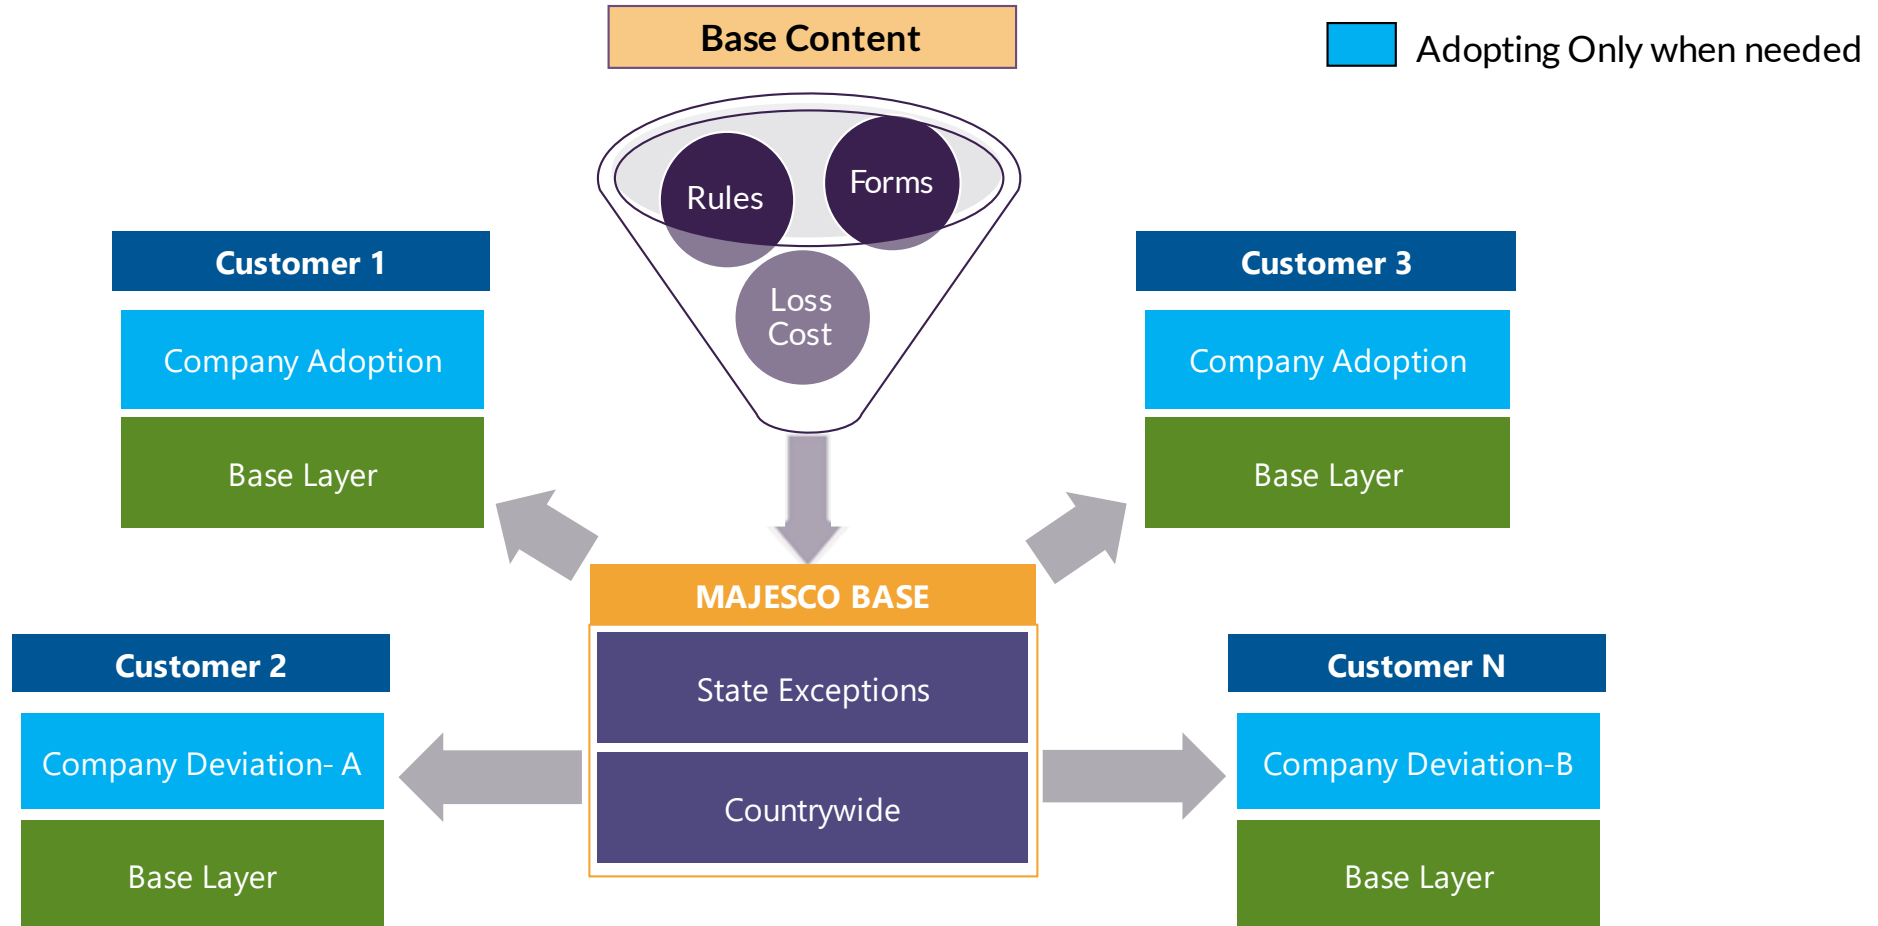 Base Content
Adopting Only when needed
Rules
Forms
Loss
Cost
Customer 1
Company Adoption
Base Layer
Customer 3
Company Adoption
Base Layer
MAJESCO BASE
State Exceptions
Countrywide
Customer 2
Company Deviation- A
Base Layer
Customer N
Company Deviation-B
Base Layer